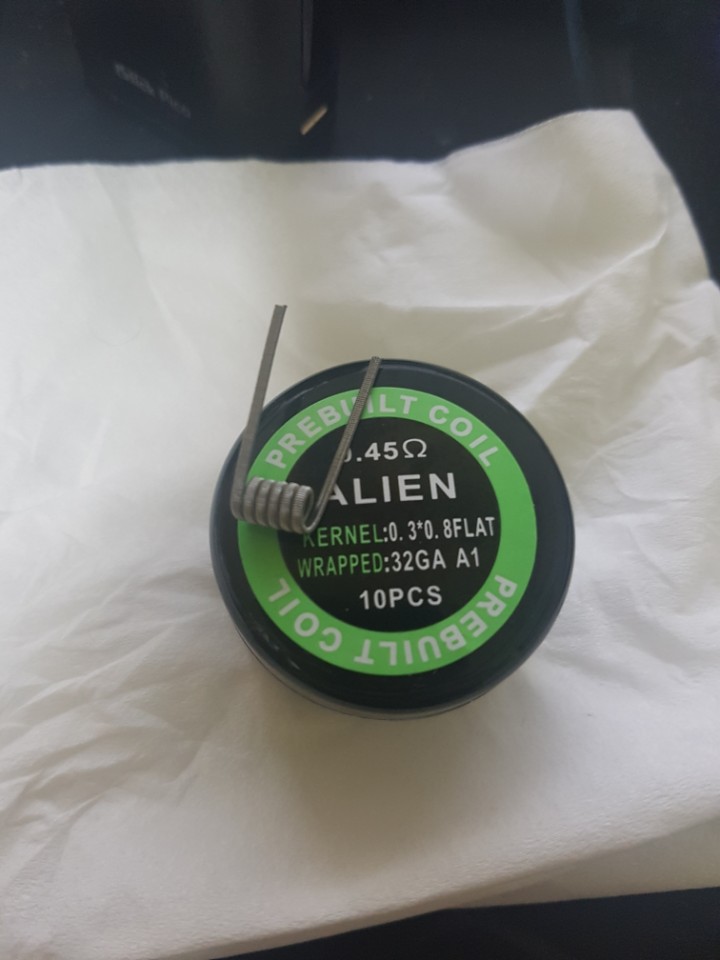 PREBUILT COIL
.45Ω
ALIEN
KERNEL:0.3*0.8FLAT
WRAPPED:32GA A1
10PCS
PREBUILT COIL